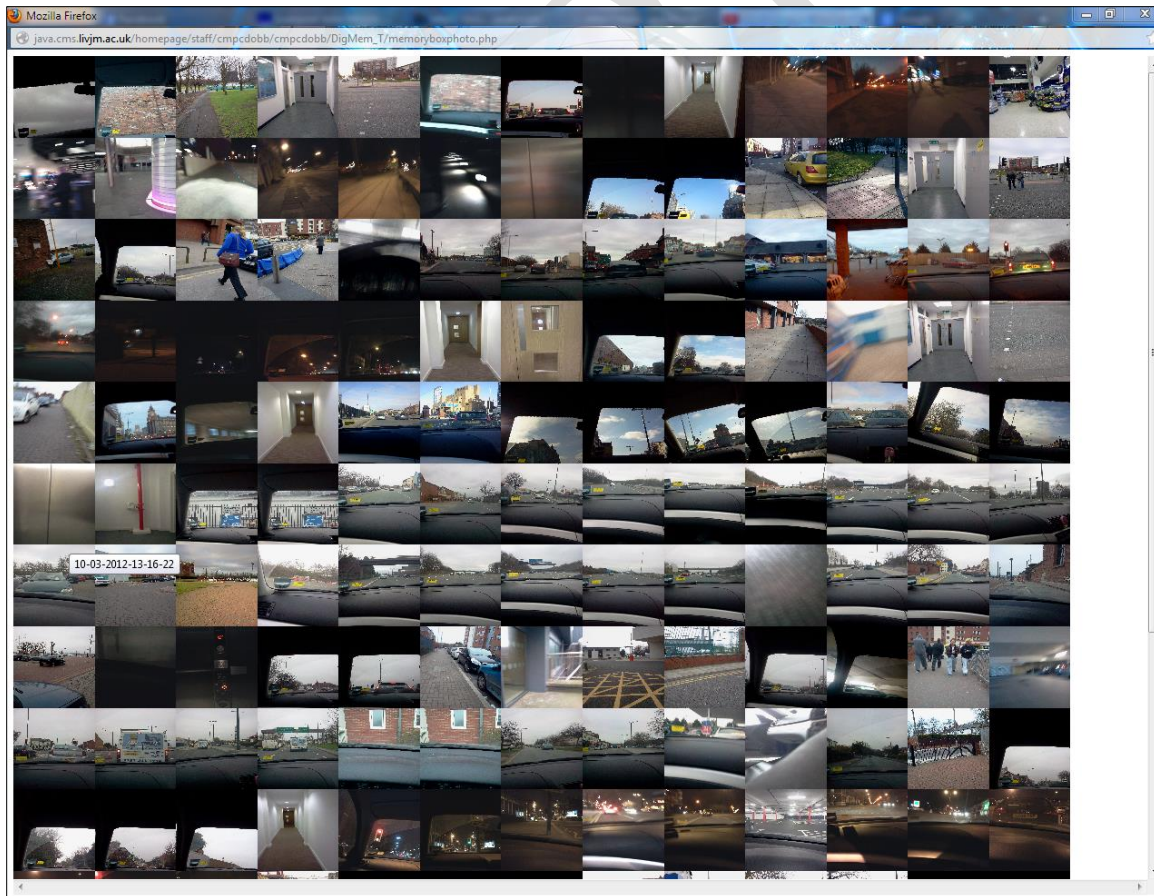 Mozilla Firefox
java.cms.livjm.ac.uk/homepage/staff/cmpcdobb/cmpcdobb/DigMem_T/memoryboxphoto.php
10-03-2012-13-16-22